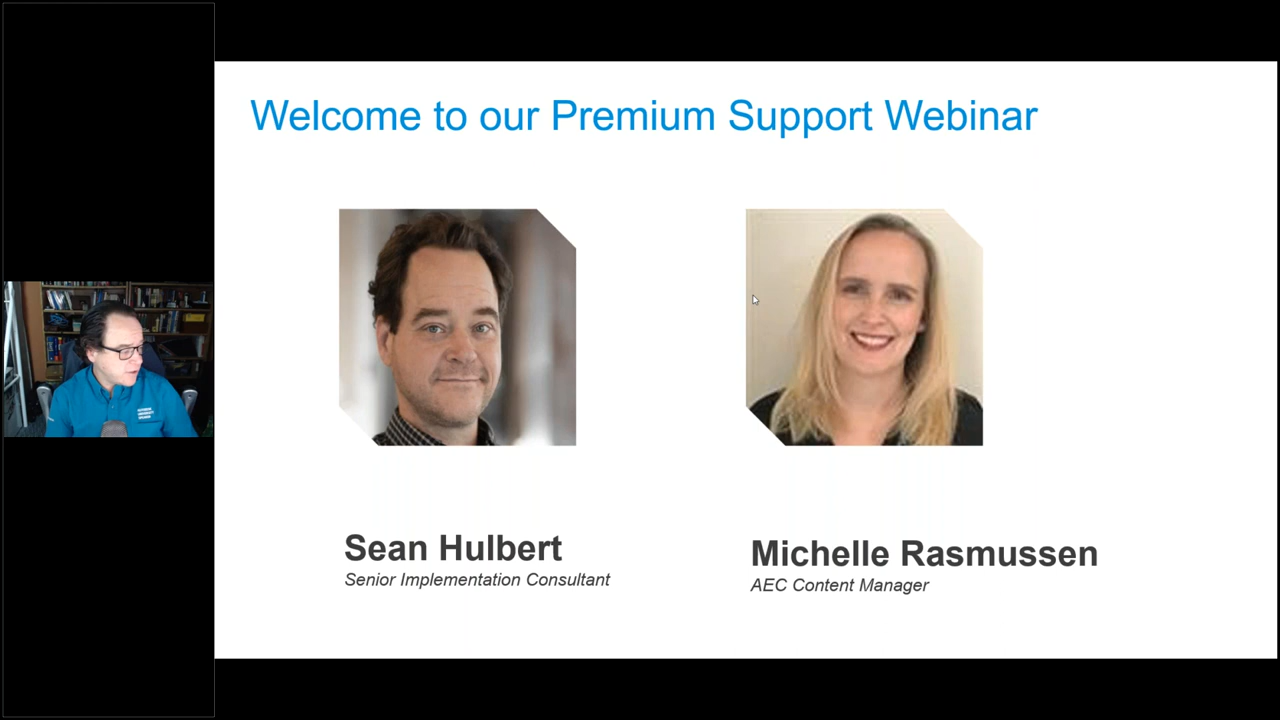 Welcome to our Premium Support Webinar
Sean Hulbert
Senior Implementation Consultant
Michelle Rasmussen
AEC Content Manager